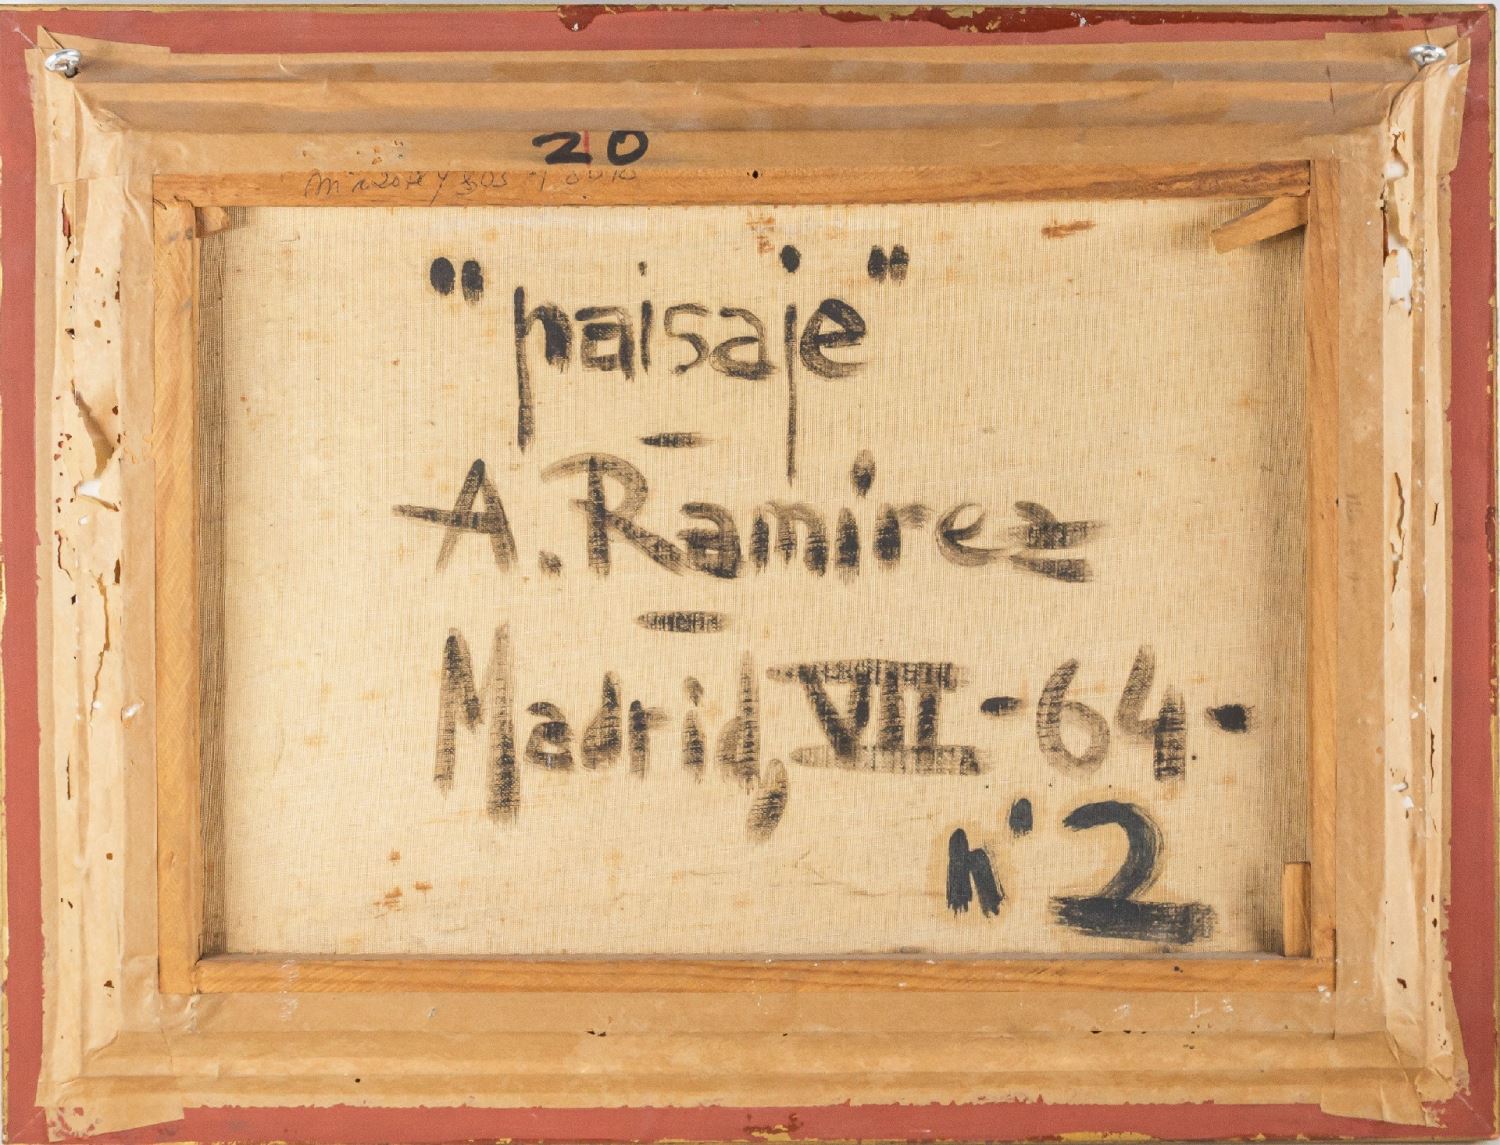 20
"paisaje"
A. Ramirez
Madrid, VII-64-
n° 2